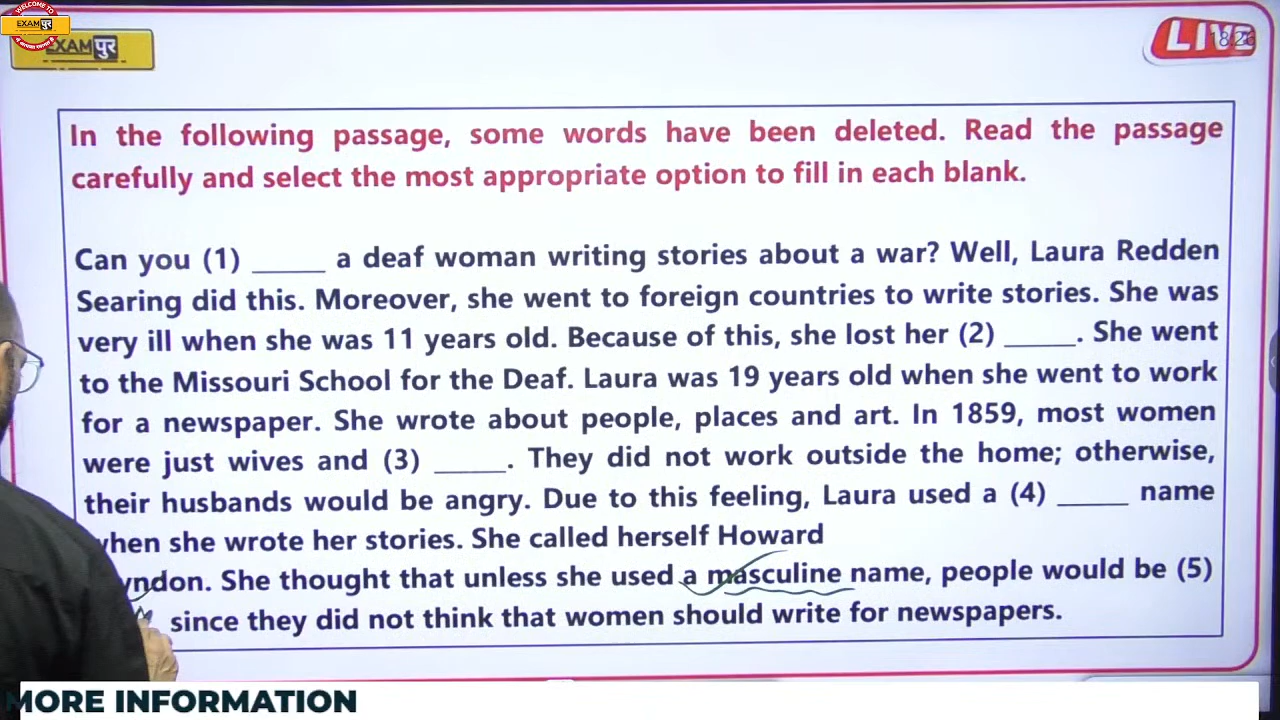 WELCOME TO
EXAMपुर
EXAMपुर
LIVE
In the following passage, some words have been deleted. Read the passage
carefully and select the most appropriate option to fill in each blank.
Can you (1) _____ a deaf woman writing stories about a war? Well, Laura Redden
Searing did this. Moreover, she went to foreign countries to write stories. She was
very ill when she was 11 years old. Because of this, she lost her (2) _____. She went
to the Missouri School for the Deaf. Laura was 19 years old when she went to work
for a newspaper. She wrote about people, places and art. In 1859, most women
were just wives and (3) _____. They did not work outside the home; otherwise,
their husbands would be angry. Due to this feeling, Laura used a (4) _____ name
when she wrote her stories. She called herself Howard
yndon. She thought that unless she used a masculine name, people would be (5)
since they did not think that women should write for newspapers.
MORE INFORMATION